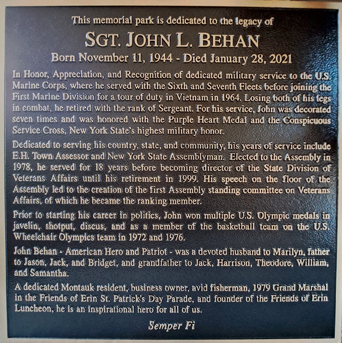 This memorial park is dedicated to the legacy of
SGT. JOHN L. BEHAN
Born November 11, 1944 - Died January 28, 2021
In Honor, Appreciation, and Recognition of dedicated military service to the U.S.
Marine Corps, where he served with the Sixth and Seventh Fleets before joining the
First Marine Division for a tour of duty in Vietnam in 1964. Losing both of his legs
in combat, he retired with the rank of Sergeant. For his service, John was decorated
seven times and was honored with the Purple Heart Medal and the Conspicuous
Service Cross, New York State's highest military honor.
Dedicated to serving his country, state, and community, his years of service include
E.H. Town Assessor and New York State Assemblyman. Elected to the Assembly in
1978, he served for 18 years before becoming director of the State Division of
Veterans Affairs until his retirement in 1999. His speech on the floor of the
Assembly led to the creation of the first Assembly standing committee on Veterans
Affairs, of which he became the ranking member.
Prior to starting his career in politics, John won multiple U.S. Olympic medals in
javelin, shotput, discus, and as a member of the basketball team on the U.S.
Wheelchair Olympics team in 1972 and 1976.
John Behan - American Hero and Patriot - was a devoted husband to Marilyn, father
to Jason, Jack, and Bridget, and grandfather to Jack, Harrison, Theodore, William,
and Samantha.
A dedicated Montauk resident, business owner, avid fisherman, 1979 Grand Marshal
in the Friends of Erin St. Patrick's Day Parade, and founder of the Friends of Erin
Luncheon, he is an inspirational hero for all of us.
Semper Fi